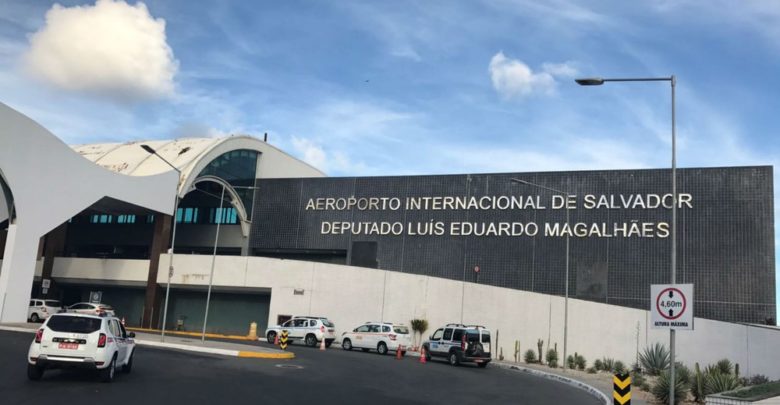 AEROPORTO INTERNACIONAL DE SALVADOR
DEPUTADO LUÍS EDUARDO MAGALHÃES
4,60m
ALTURA MÁXIMA